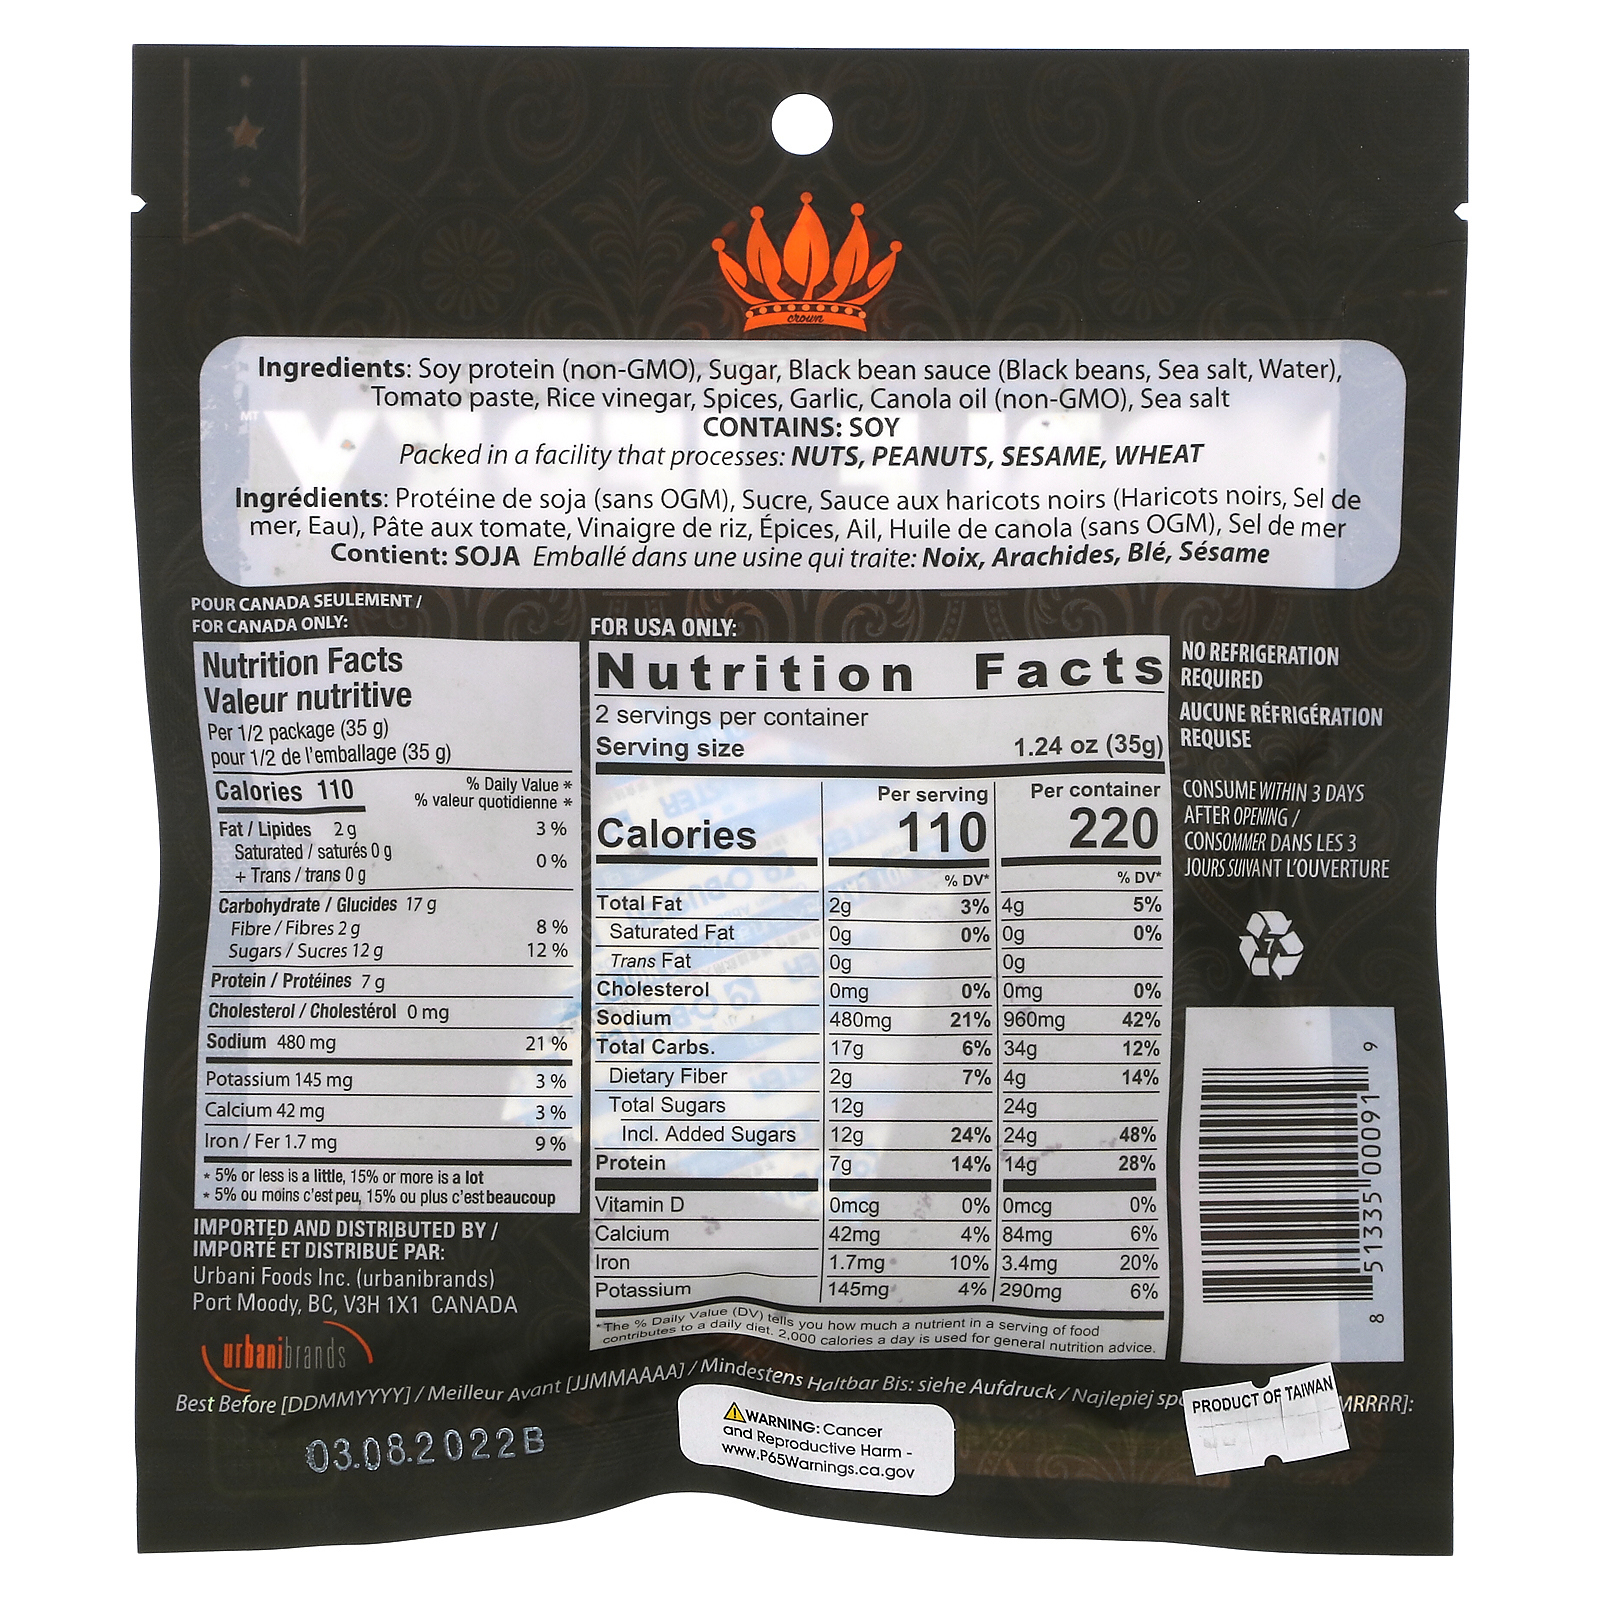 crown
Ingredients: Soy protein (non-GMO), Sugar, Black bean sauce (Black beans, Sea salt, Water),
Tomato paste, Rice vinegar, Spices, Garlic, Canola oil (non-GMO), Sea salt
CONTAINS: SOY
Packed in a facility that processes: NUTS, PEANUTS, SESAME, WHEAT
Ingrédients: Protéine de soja (sans OGM), Sucre, Sauce aux haricots noirs (Haricots noirs, Sel de
mer, Eau), Pâte aux tomate, Vinaigre de riz, Épices, Ail, Huile de canola (sans OGM), Sel de mer
Contient: SOJA Emballé dans une usine qui traite: Noix, Arachides, Blé, Sésame
POUR CANADA SEULEMENT /
FOR CANADA ONLY:
Nutrition Facts
Valeur nutritive
Per 1/2 package (35 g)
pour 1/2 de l'emballage (35 g)
Calories 110
% Daily Value *
% valeur quotidienne *
Fat / Lipides 2 g 3 %
Saturated / saturés 0 g
+ Trans / trans 0 g 0 %
Carbohydrate / Glucides 17 g
Fibre / Fibres 2 g 8 %
Sugars / Sucres 12 g 12 %
Protein / Protéines 7 g
Cholesterol / Cholestérol 0 mg
Sodium 480 mg 21 %
Potassium 145 mg 3 %
Calcium 42 mg 3 %
Iron / Fer 1.7 mg 9 %
* 5% or less is a little, 15% or more is a lot
* 5% ou moins c'est peu, 15% ou plus c'est beaucoup
IMPORTED AND DISTRIBUTED BY /
IMPORTÉ ET DISTRIBUÉ PAR:
Urbani Foods Inc. (urbanibrands)
Port Moody, BC, V3H 1X1 CANADA
urbanibrands
FOR USA ONLY:
Nutrition Facts
2 servings per container
Serving size 1.24 oz (35g)
Per serving Per container
Calories 110 220
% DV* % DV*
Total Fat 2g 3% 4g 5%
Saturated Fat 0g 0% 0g 0%
Trans Fat 0g 0g
Cholesterol 0mg 0% 0mg 0%
Sodium 480mg 21% 960mg 42%
Total Carbs. 17g 6% 34g 12%
Dietary Fiber 2g 7% 4g 14%
Total Sugars 12g 24g
Incl. Added Sugars 12g 24% 24g 48%
Protein 7g 14% 14g 28%
Vitamin D 0mcg 0% 0mcg 0%
Calcium 42mg 4% 84mg 6%
Iron 1.7mg 10% 3.4mg 20%
Potassium 145mg 4% 290mg 6%
*The % Daily Value (DV) tells you how much a nutrient in a serving of food
contributes to a daily diet. 2,000 calories a day is used for general nutrition advice.
NO REFRIGERATION
REQUIRED
AUCUNE RÉFRIGÉRATION
REQUISE
CONSUME WITHIN 3 DAYS
AFTER OPENING /
CONSOMMER DANS LES 3
JOURS SUIVANT L'OUVERTURE
7
8 51335 00091 9
Best Before [DDMMYYYY] / Meilleur Avant [JJMMAAAA] / Mindestens Haltbar Bis: siehe Aufdruck / Najlepiej MRRRR]:
03.08.2022B
WARNING: Cancer
and Reproductive Harm -
www.P65Warnings.ca.gov
PRODUCT OF TAIWAN